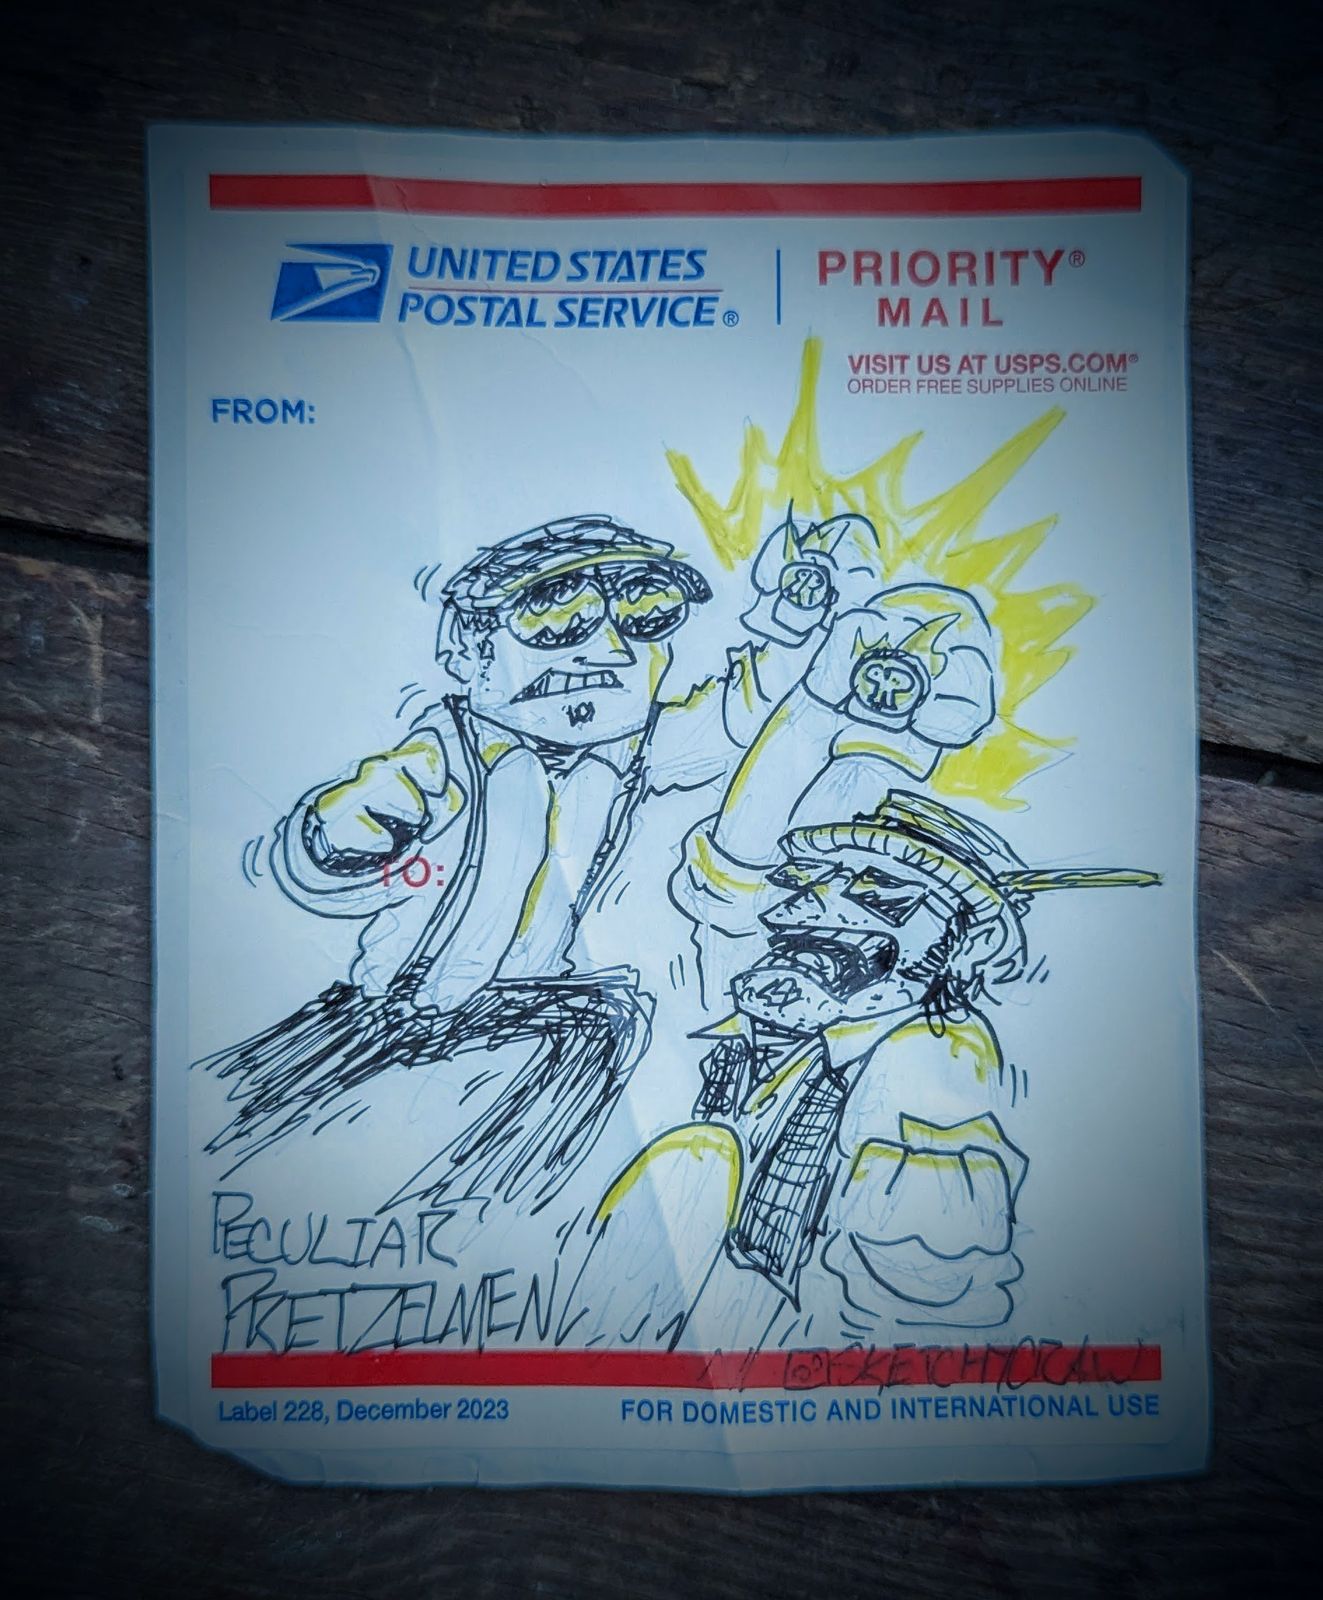 UNITED STATES
POSTAL SERVICE®
PRIORITY®
MAIL
VISIT US AT USPS.COM®
ORDER FREE SUPPLIES ONLINE
FROM:
TO:
PECULIAR
PRETZELMEN
@SKETCHYOZAW
Label 228, December 2023
FOR DOMESTIC AND INTERNATIONAL USE